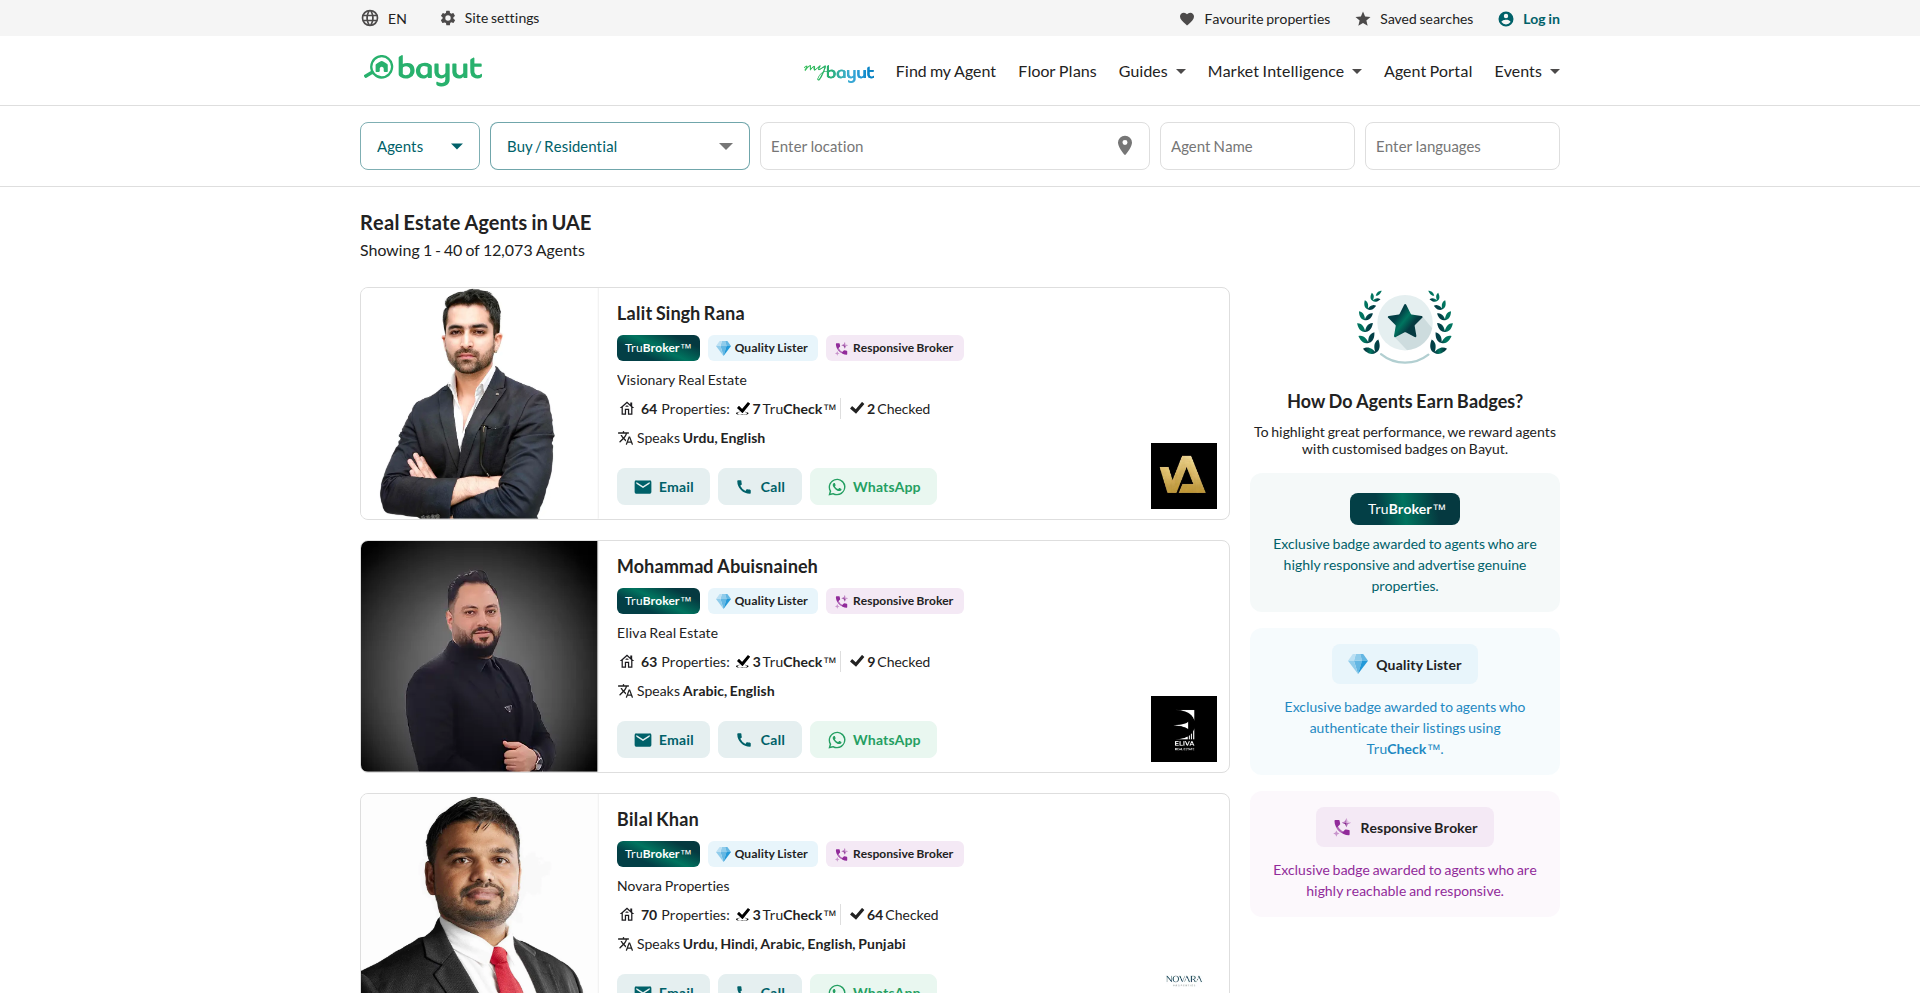 EN
Site settings
Favourite properties
Saved searches
Log in
bayut
mybayut
Find my Agent
Floor Plans
Guides
Market Intelligence
Agent Portal
Events
Agents
Buy / Residential
Enter location
Agent Name
Enter languages
Real Estate Agents in UAE
Showing 1 - 40 of 12,073 Agents
Lalit Singh Rana
TruBroker™
Quality Lister
Responsive Broker
Visionary Real Estate
64 Properties: 7 TruCheck™ 2 Checked
Speaks Urdu, English
Email
Call
WhatsApp
Mohammad Abuisnaineh
TruBroker™
Quality Lister
Responsive Broker
Eliva Real Estate
63 Properties: 3 TruCheck™ 9 Checked
Speaks Arabic, English
Email
Call
WhatsApp
ELIVA
Bilal Khan
TruBroker™
Quality Lister
Responsive Broker
Novara Properties
70 Properties: 3 TruCheck™ 64 Checked
Speaks Urdu, Hindi, Arabic, English, Punjabi
Email
Call
WhatsApp
NOVARA
How Do Agents Earn Badges?
To highlight great performance, we reward agents
with customised badges on Bayut.
TruBroker™
Exclusive badge awarded to agents who are
highly responsive and advertise genuine
properties.
Quality Lister
Exclusive badge awarded to agents who
authenticate their listings using
TruCheck™.
Responsive Broker
Exclusive badge awarded to agents who are
highly reachable and responsive.